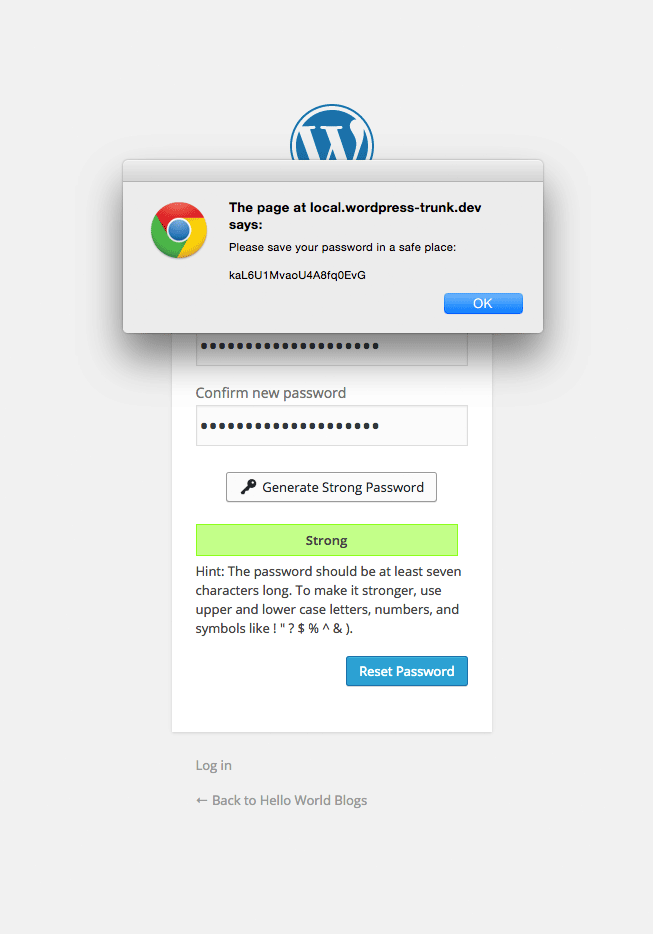 W
The page at local.wordpress-trunk.dev
says:
Please save your password in a safe place:
kaL6U1MvaoU4A8fq0EvG
OK
••••••••••••••••••••
Confirm new password
••••••••••••••••••••
Generate Strong Password
Strong
Hint: The password should be at least seven
characters long. To make it stronger, use
upper and lower case letters, numbers, and
symbols like ! " ? $ % ^ & ).
Reset Password
Log in
← Back to Hello World Blogs